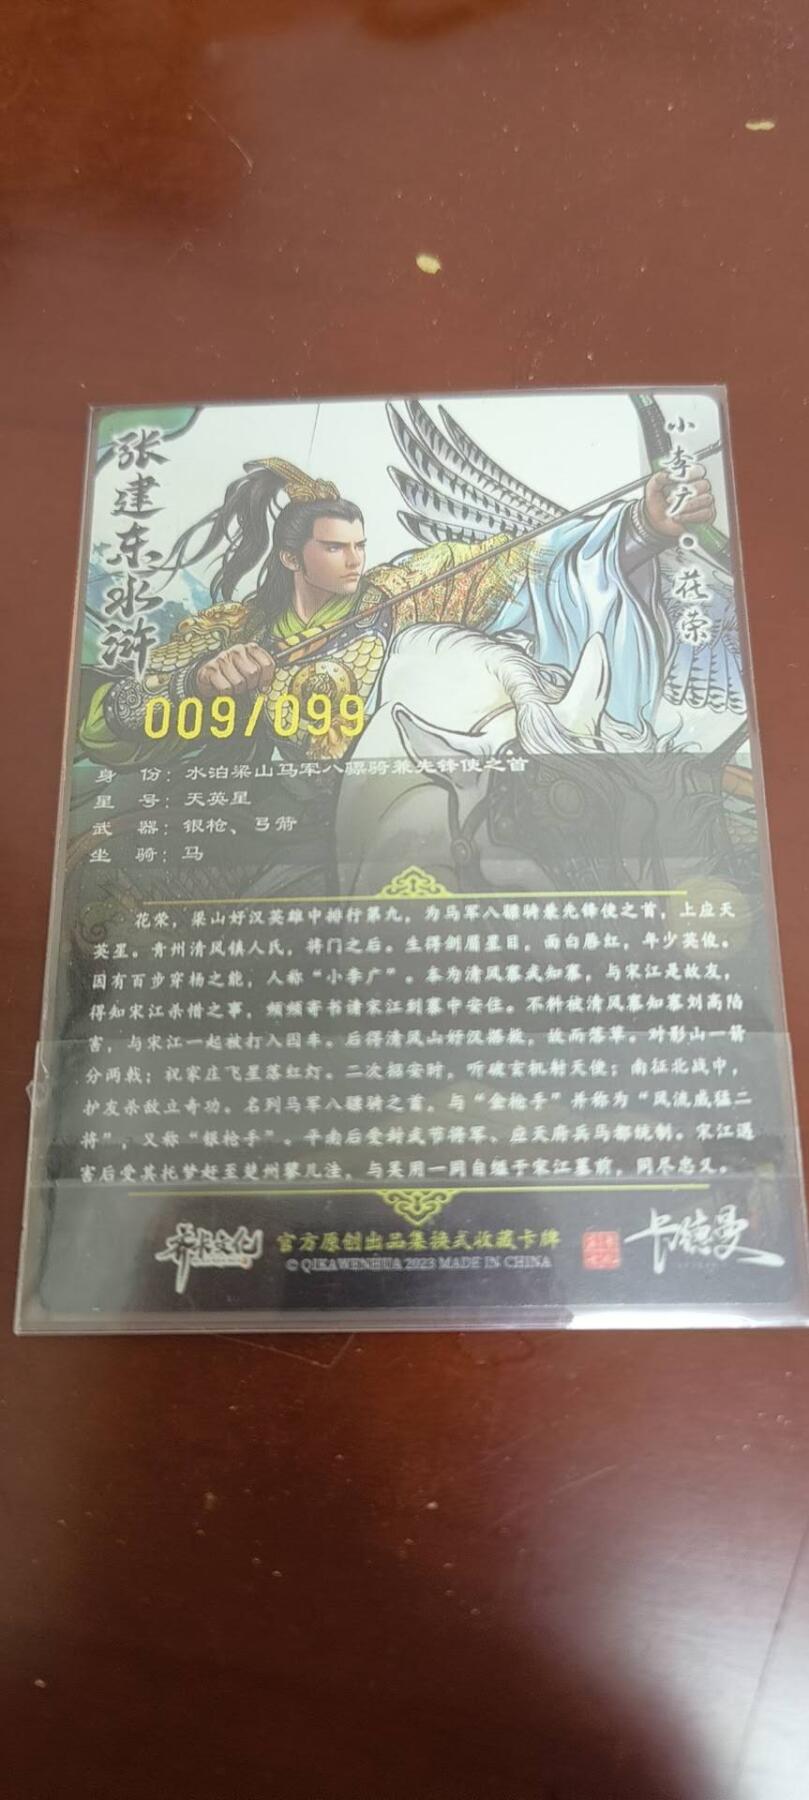 张建东水浒
小李广·花荣
009/099
身 份：水泊梁山马军八骠骑兼先锋使之首
星 号：天英星
武 器：银枪、弓箭
坐 骑：马
花荣，梁山好汉英雄中排行第九，为马军八骠骑兼先锋使之首，上应天
英星。青州清风镇人氏，将门之后。生得剑眉星目，面白唇红，年少英俊。
因有百步穿杨之能，人称“小李广”。本为清风寨武知寨，与宋江是故友，
得知宋江杀惜之事，频频寄书请宋江到寨中安住。不料被清风寨知寨刘高陷
害，与宋江一起被打入囚车。后得清风山好汉搭救，故而落草。对影山一箭
分两戟；祝家庄飞星落红灯。二次招安时，听破玄机射天使；南征北战中，
护友杀敌立奇功。名列马军八骠骑之首。与“金枪手”并称为“风流威猛二
将”，又称“银枪手”。平南后受封武节将军、应天府兵马都统制。宋江遇
害后受其托梦赶至楚州蓼儿洼，与吴用一同自缢于宋江墓前，同尽忠义。
奇卡文化
官方原创出品集换式收藏卡牌
© QIKAWENHUA 2023 MADE IN CHINA
卡德曼